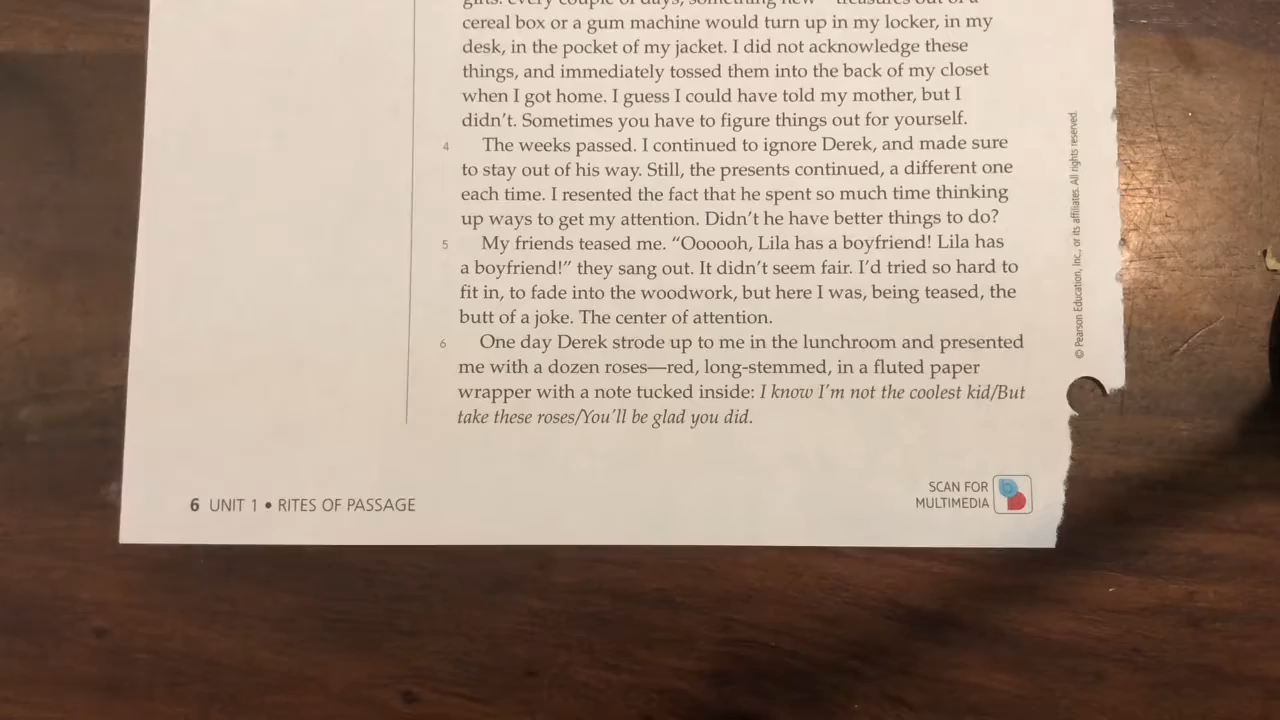 gifts: every couple of days, something new—treasures out of a
cereal box or a gum machine would turn up in my locker, in my
desk, in the pocket of my jacket. I did not acknowledge these
things, and immediately tossed them into the back of my closet
when I got home. I guess I could have told my mother, but I
didn't. Sometimes you have to figure things out for yourself.
4 The weeks passed. I continued to ignore Derek, and made sure
to stay out of his way. Still, the presents continued, a different one
each time. I resented the fact that he spent so much time thinking
up ways to get my attention. Didn't he have better things to do?
5 My friends teased me. “Oooooh, Lila has a boyfriend! Lila has
a boyfriend!” they sang out. It didn't seem fair. I'd tried so hard to
fit in, to fade into the woodwork, but here I was, being teased, the
butt of a joke. The center of attention.
6 One day Derek strode up to me in the lunchroom and presented
me with a dozen roses—red, long-stemmed, in a fluted paper
wrapper with a note tucked inside: I know I'm not the coolest kid/But
take these roses/You'll be glad you did.
© Pearson Education, Inc., or its affiliates. All rights reserved.
6 UNIT 1 • RITES OF PASSAGE
SCAN FOR
MULTIMEDIA